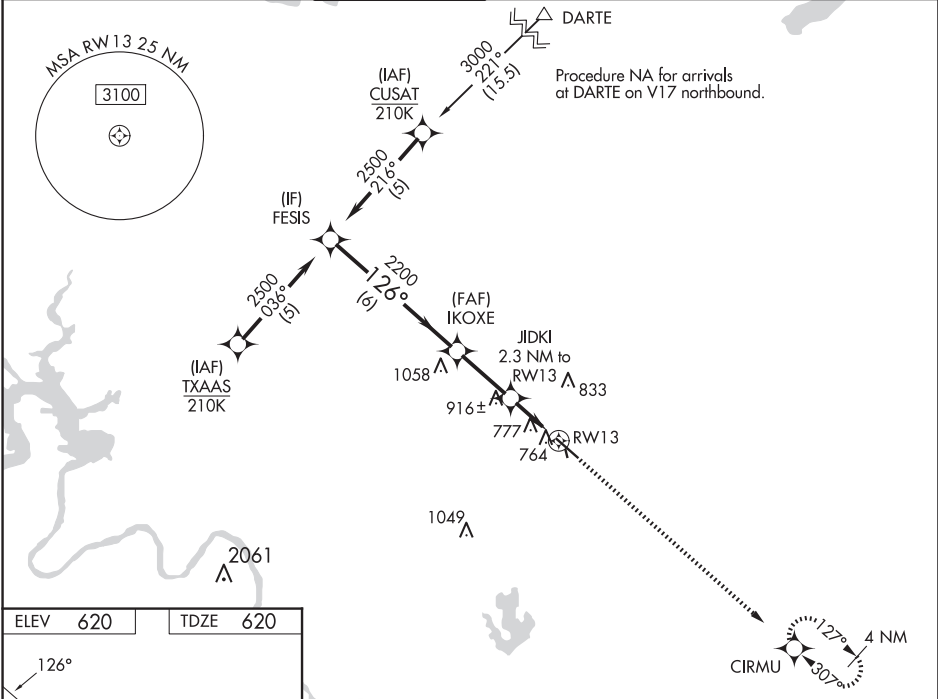 DARTE
MSA RW13 25 NM
3100
3000
221°
(15.5)
Procedure NA for arrivals
at DARTE on V17 northbound.
(IAF)
CUSAT
210K
2500
216°
(5)
(IF)
FESIS
2500
036°
(5)
2200
126°
(6)
(FAF)
IKOXE
JIDKI
2.3 NM to
RW13
(IAF)
TXAAS
210K
1058
833
916±
777
RW13
764
1049
2061
ELEV 620
TDZE 620
126°
127°
4 NM
CIRMU
307°